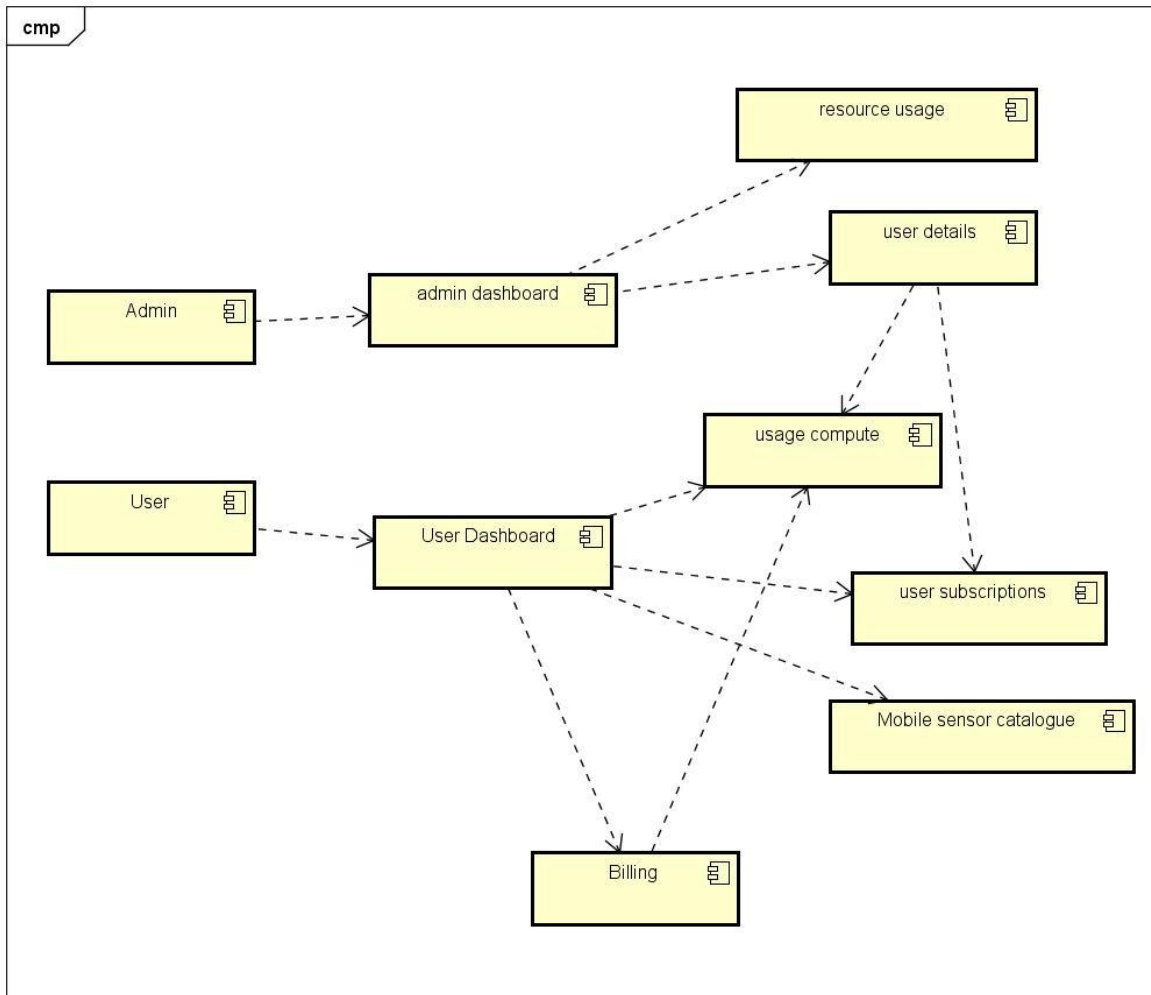 cmp
resource usage
user details
admin dashboard
Admin
usage compute
User
User Dashboard
user subscriptions
Mobile sensor catalogue
Billing